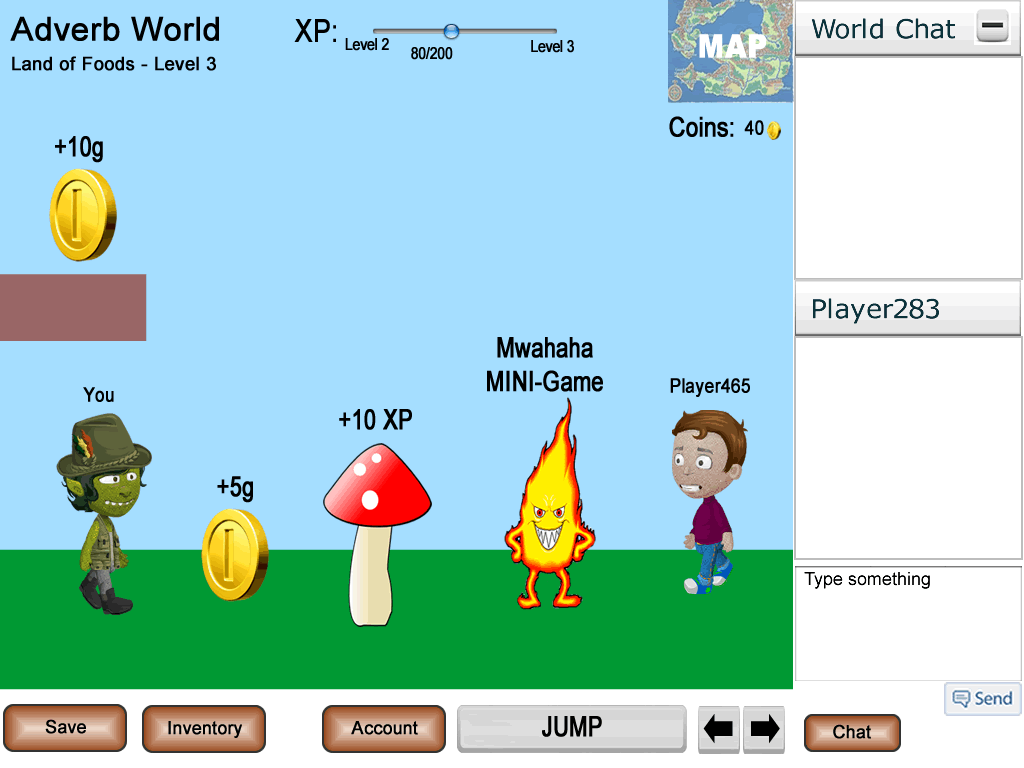 Adverb World
Land of Foods - Level 3
XP:
Level 2
80/200
Level 3
MAP
Coins: 40
World Chat
+10g
Player283
Mwahaha
MINI-Game
Player465
You
+10 XP
+5g
Type something
Send
Save
Inventory
Account
JUMP
Chat